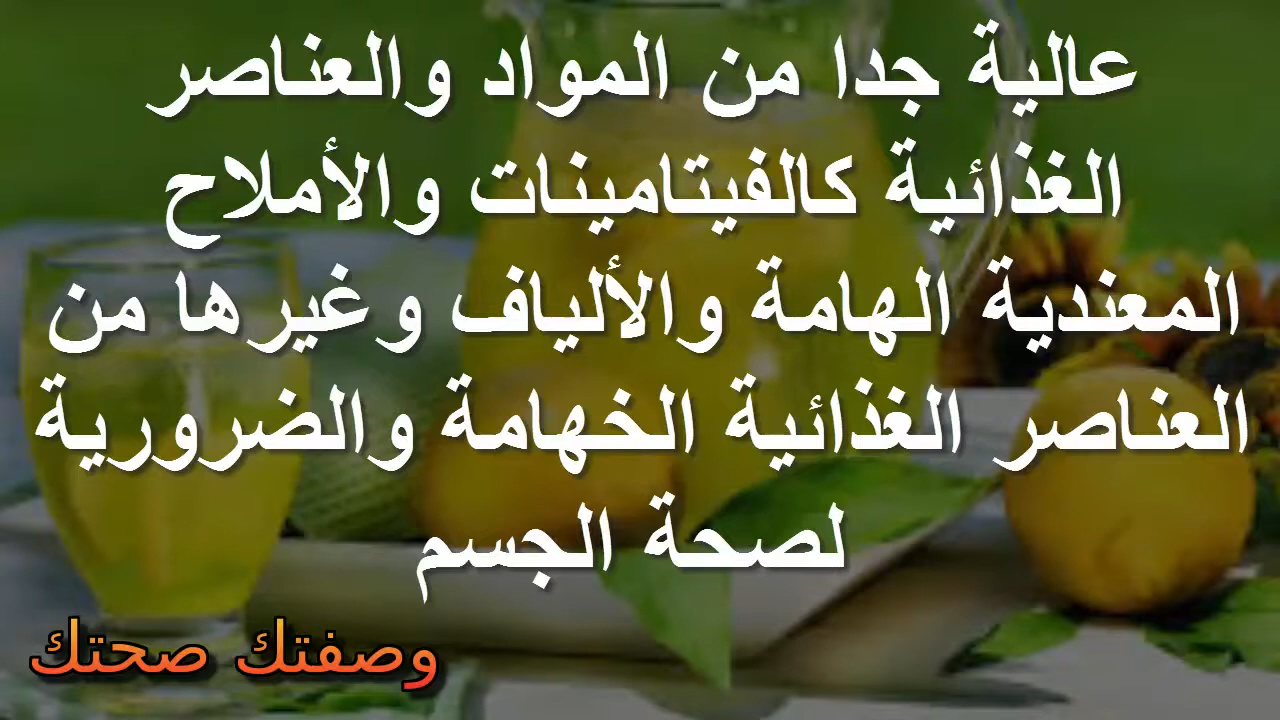 عالية جدا من المواد والعناصر
الغذائية كالفيتامينات والأملاح
المعندية الهامة والألياف وغيرها من
العناصر الغذائية الخهامة والضرورية
لصحة الجسم
وصفتك صحتك